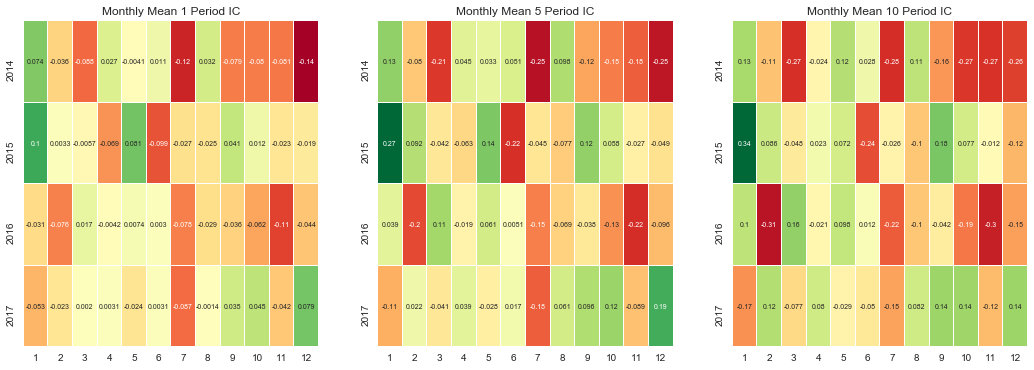 Monthly Mean 1 Period IC
2014 0.074 -0.036 -0.088 0.027 -0.0041 0.011 -0.12 0.032 -0.079 -0.08 -0.081 -0.14
2015 0.1 0.0033 -0.0057 -0.069 0.081 -0.099 -0.027 -0.025 0.041 0.012 -0.023 -0.019
2016 -0.031 -0.076 0.017 -0.0042 0.0074 0.003 -0.075 -0.029 -0.036 -0.062 -0.11 -0.044
2017 -0.053 -0.023 0.002 0.0031 -0.024 0.0031 -0.087 -0.0014 0.035 0.045 -0.042 0.079
1 2 3 4 5 6 7 8 9 10 11 12
Monthly Mean 5 Period IC
2014 0.13 -0.08 -0.21 0.045 0.033 0.081 -0.25 0.098 -0.12 -0.15 -0.18 -0.25
2015 0.27 0.092 -0.042 -0.063 0.14 -0.22 -0.045 -0.077 0.12 0.088 -0.027 -0.049
2016 0.039 -0.2 0.11 -0.019 0.061 0.0051 -0.15 -0.069 -0.035 -0.13 -0.22 -0.096
2017 -0.11 0.022 -0.041 0.039 -0.028 0.017 -0.15 0.061 0.096 0.12 -0.089 0.19
1 2 3 4 5 6 7 8 9 10 11 12
Monthly Mean 10 Period IC
2014 0.13 -0.11 -0.27 -0.024 0.12 0.028 -0.28 0.11 -0.16 -0.27 -0.27 -0.26
2015 0.34 0.086 -0.048 0.023 0.072 -0.24 -0.026 -0.1 0.18 0.077 -0.012 -0.12
2016 0.1 -0.31 0.16 -0.021 0.098 0.012 -0.22 -0.1 -0.042 -0.19 -0.3 -0.15
2017 -0.17 0.12 -0.077 0.08 -0.029 -0.05 -0.15 0.082 0.14 0.14 -0.12 0.14
1 2 3 4 5 6 7 8 9 10 11 12